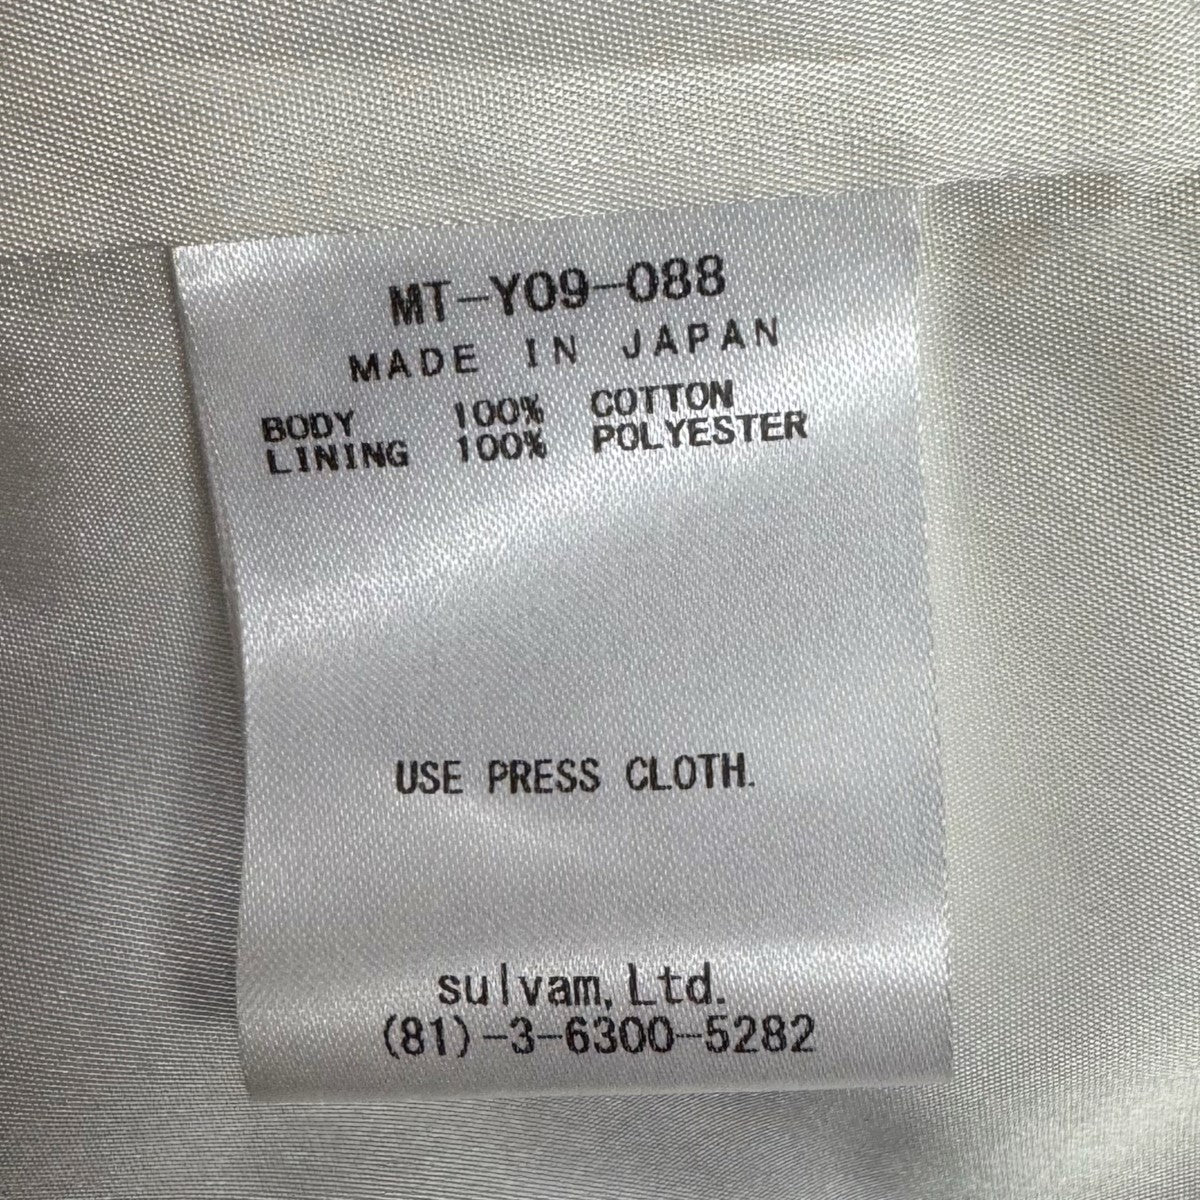 MT-Y09-088
MADE IN JAPAN
BODY 100% COTTON
LINING 100% POLYESTER
USE PRESS CLOTH.
sulvam, Ltd.
(81)-3-6300-5282